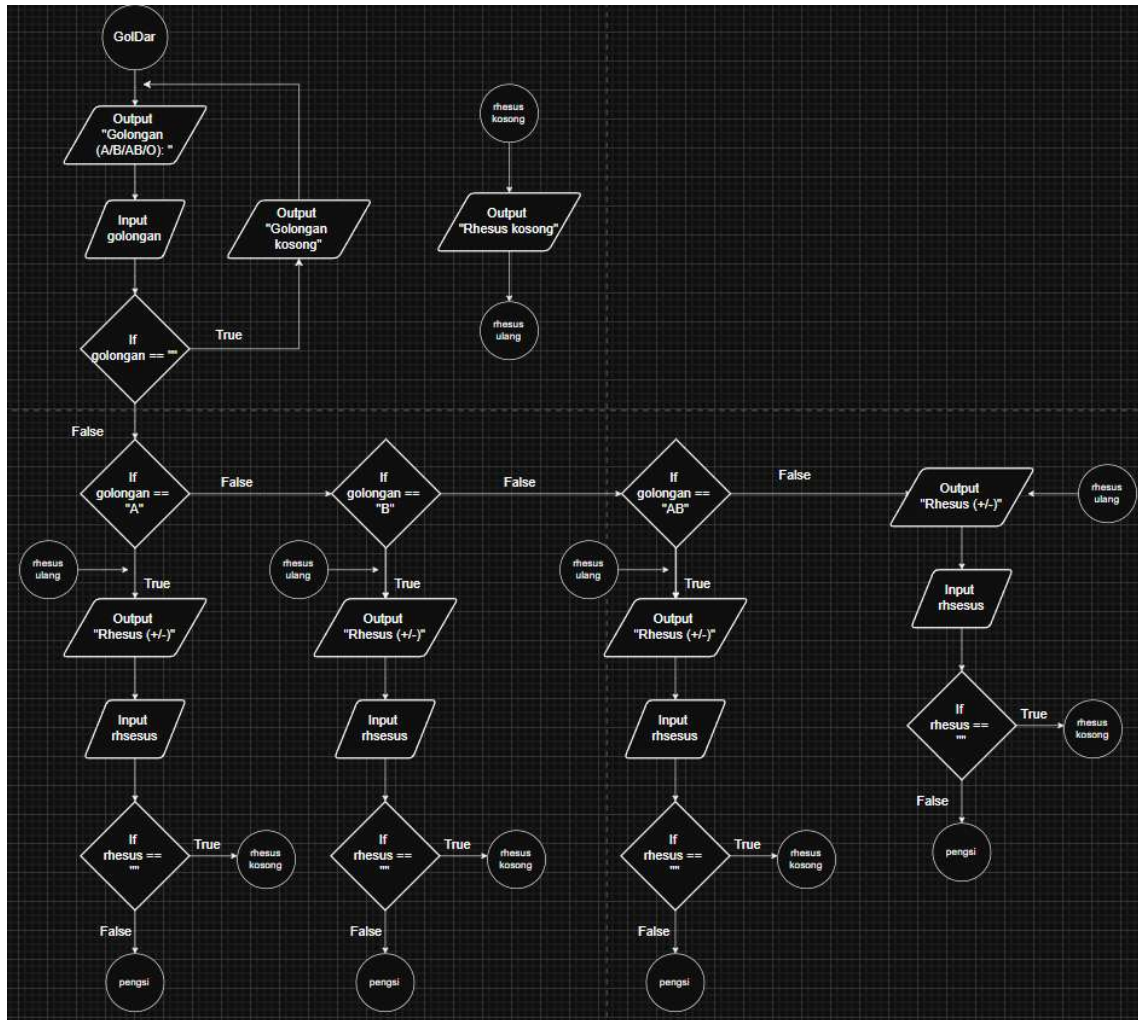 GolDar
Output
"Golongan
(A/B/AB/O): "
Input
golongan
Output
"Golongan
kosong"
If
golongan == ""
True
False
rhesus
kosong
Output
"Rhesus kosong"
rhesus
ulang
If
golongan ==
"A"
False
If
golongan ==
"B"
False
If
golongan ==
"AB"
False
Output
"Rhesus (+/-)"
rhesus
ulang
rhesus
ulang
True
Output
"Rhesus (+/-)"
Input
rhsesus
If
rhesus ==
""
True
rhesus
kosong
False
pengsi
rhesus
ulang
True
Output
"Rhesus (+/-)"
Input
rhsesus
If
rhesus ==
""
True
rhesus
kosong
False
pengsi
rhesus
ulang
True
Output
"Rhesus (+/-)"
Input
rhsesus
If
rhesus ==
""
True
rhesus
kosong
False
pengsi
Input
rhsesus
If
rhesus ==
""
True
rhesus
kosong
False
pengsi